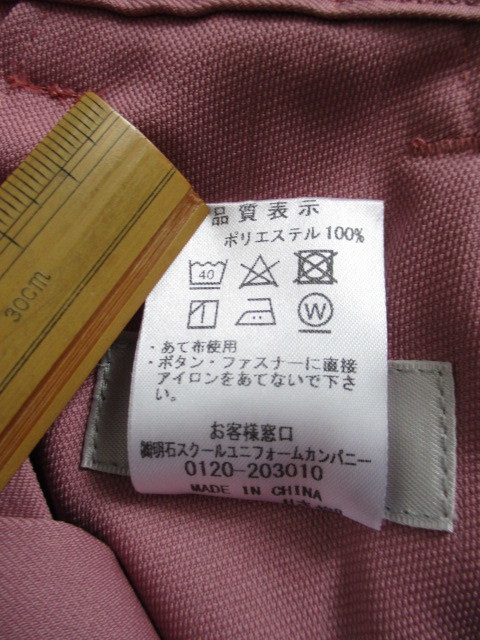 30cm
品質表示
ポリエステル100%
40
W
・あて布使用
・ボタン・ファスナーに直接
アイロンをあてないで下さ
い。
お客様窓口
㈱明石スクールユニフォームカンパニー
0120-203010
MADE IN CHINA